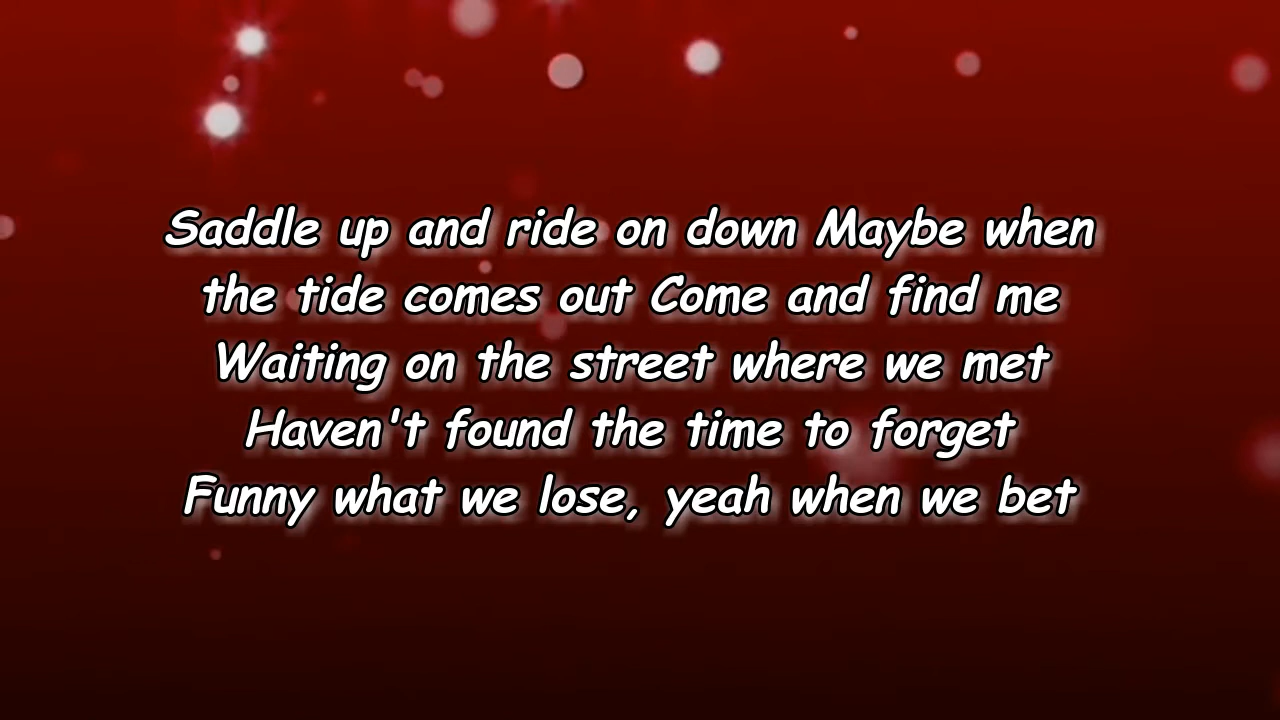 Saddle up and ride on down Maybe when
the tide comes out Come and find me
Waiting on the street where we met
Haven't found the time to forget
Funny what we lose, yeah when we bet